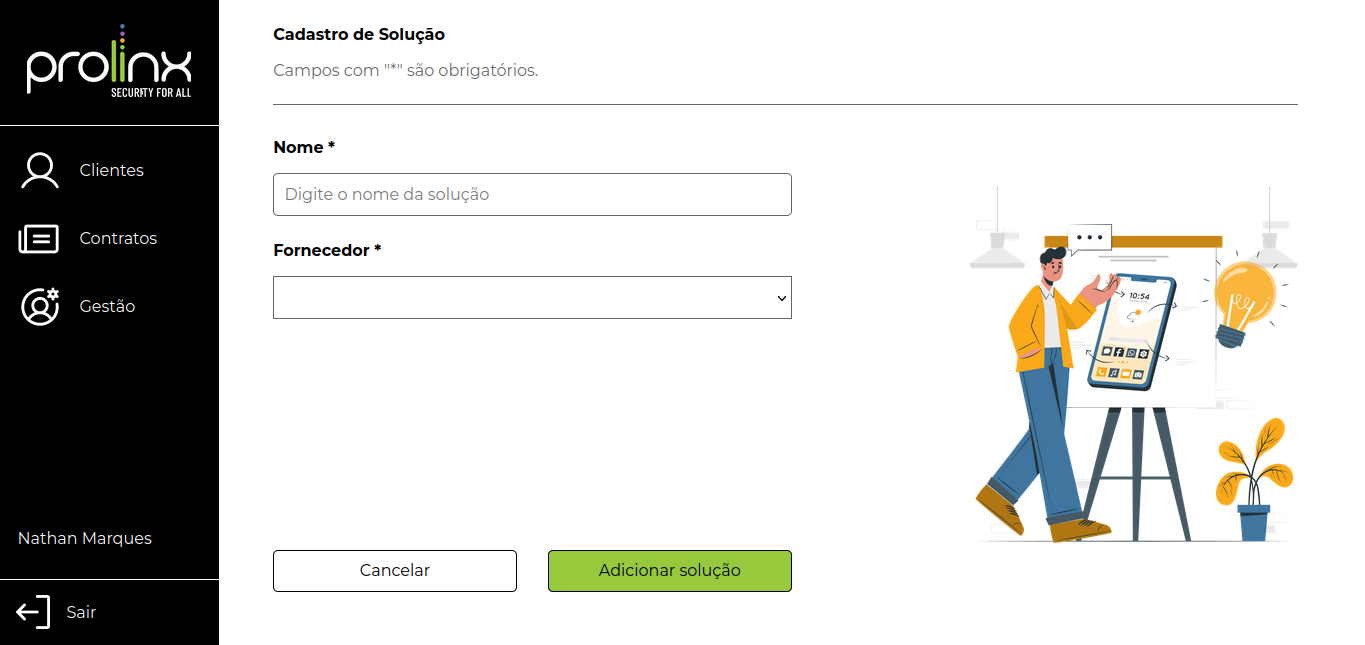 prolinx
SECURITY FOR ALL
Clientes
Contratos
Gestão
Nathan Marques
Sair
Cadastro de Solução
Campos com "*" são obrigatórios.
Nome *
Digite o nome da solução
Fornecedor *
Cancelar
Adicionar solução
10:54